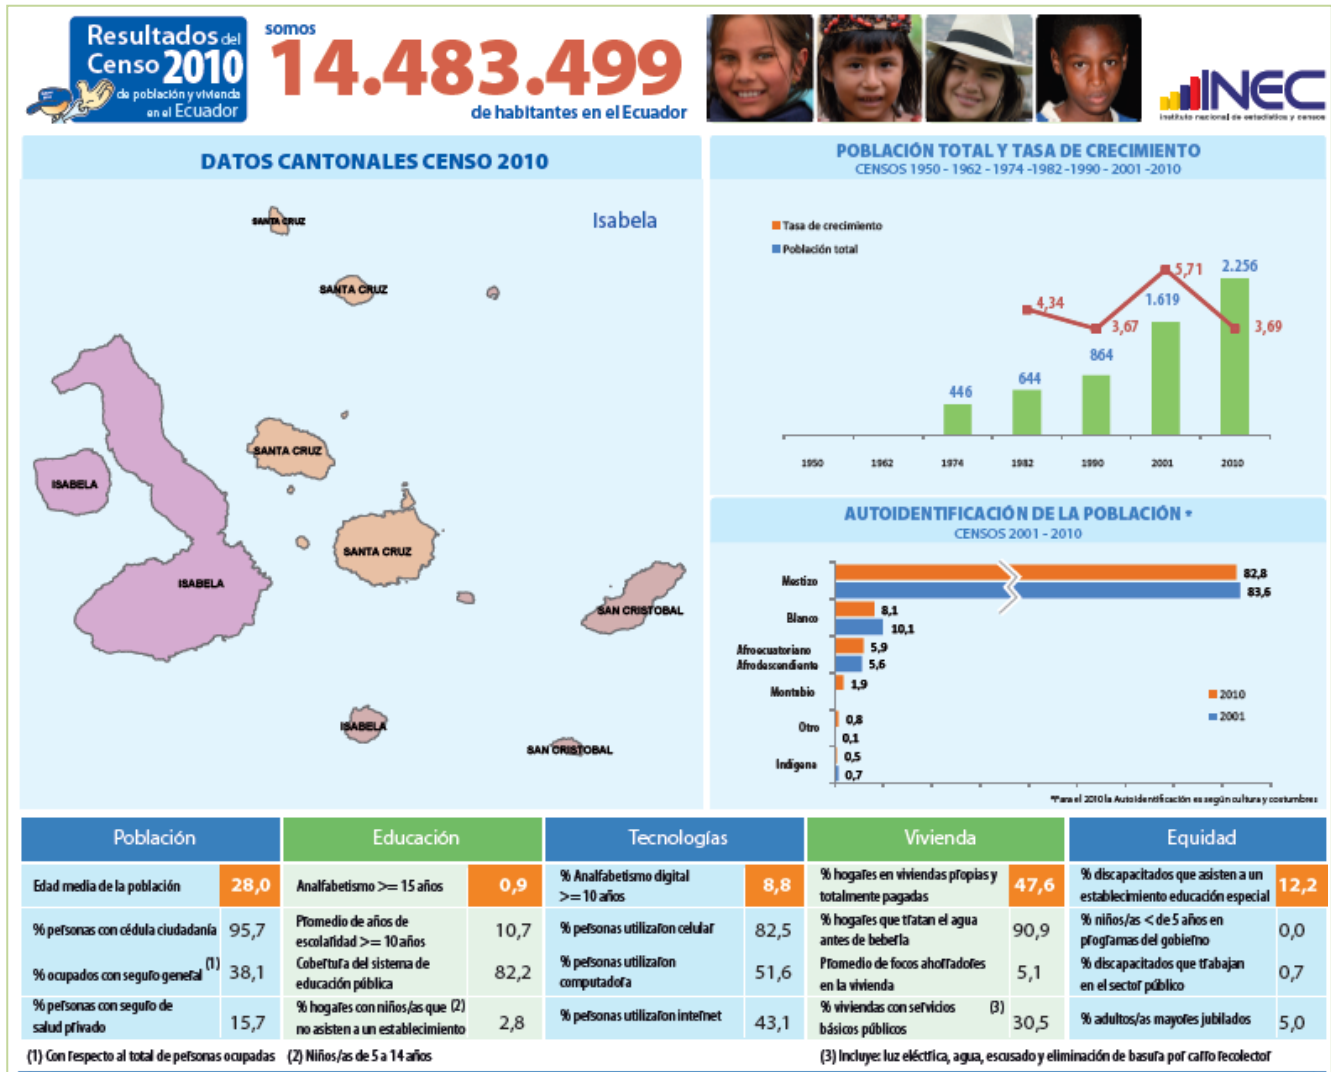 Resultados del
Censo 2010
de población y vivienda
en el Ecuador
somos
14.483.499
de habitantes en el Ecuador
INEC
instituto nacional de estadística y censos
DATOS CANTONALES CENSO 2010
Isabela
SANTA CRUZ
SANTA CRUZ
SANTA CRUZ
ISABELA
SANTA CRUZ
ISABELA
SAN CRISTOBAL
ISABELA
SAN CRISTOBAL
POBLACIÓN TOTAL Y TASA DE CRECIMIENTO
CENSOS 1950 - 1962 - 1974 -1982 -1990 - 2001 -2010
Tasa de crecimiento
Población total
5,71
2.256
4,34
1.619
3,67
3,69
864
644
446
1950 1962 1974 1982 1990 2001 2010
AUTOIDENTIFICACIÓN DE LA POBLACIÓN *
CENSOS 2001 - 2010
Mestizo 82,8
83,6
Blanco 8,1
10,1
Afroecuatoriano 5,9
Afrodescendiente 5,6
Montubio 1,9
Otro 0,8
0,1
Indígena 0,5
0,7
2010
2001
*Para el 2010 la Autoidentificación es según cultura y costumbres
Población
Edad media de la población 28,0
% personas con cédula ciudadanía 95,7
% ocupados con seguro general (1) 38,1
% personas con seguro de
salud privado 15,7
Educación
Analfabetismo >= 15 años 0,9
Promedio de años de
escolaridad >= 10 años 10,7
Cobertura del sistema de
educación pública 82,2
% hogares con niños/as que (2)
no asisten a un establecimiento 2,8
Tecnologías
% Analfabetismo digital
>= 10 años 8,8
% personas utilizaron celular 82,5
% personas utilizaron
computadora 51,6
% personas utilizaron internet 43,1
Vivienda
% hogares en viviendas propias y
totalmente pagadas 47,6
% hogares que tratan el agua
antes de beberla 90,9
Promedio de focos ahorradores
en la vivienda 5,1
% viviendas con servicios (3)
básicos públicos 30,5
Equidad
% discapacitados que asisten a un
establecimiento educación especial 12,2
% niños/as < de 5 años en
programas del gobierno 0,0
% discapacitados que trabajan
en el sector público 0,7
% adultos/as mayores jubilados 5,0
(1) Con respecto al total de personas ocupadas (2) Niños/as de 5 a 14 años
(3) Incluye: luz eléctrica, agua, escusado y eliminación de basura por carro recolector